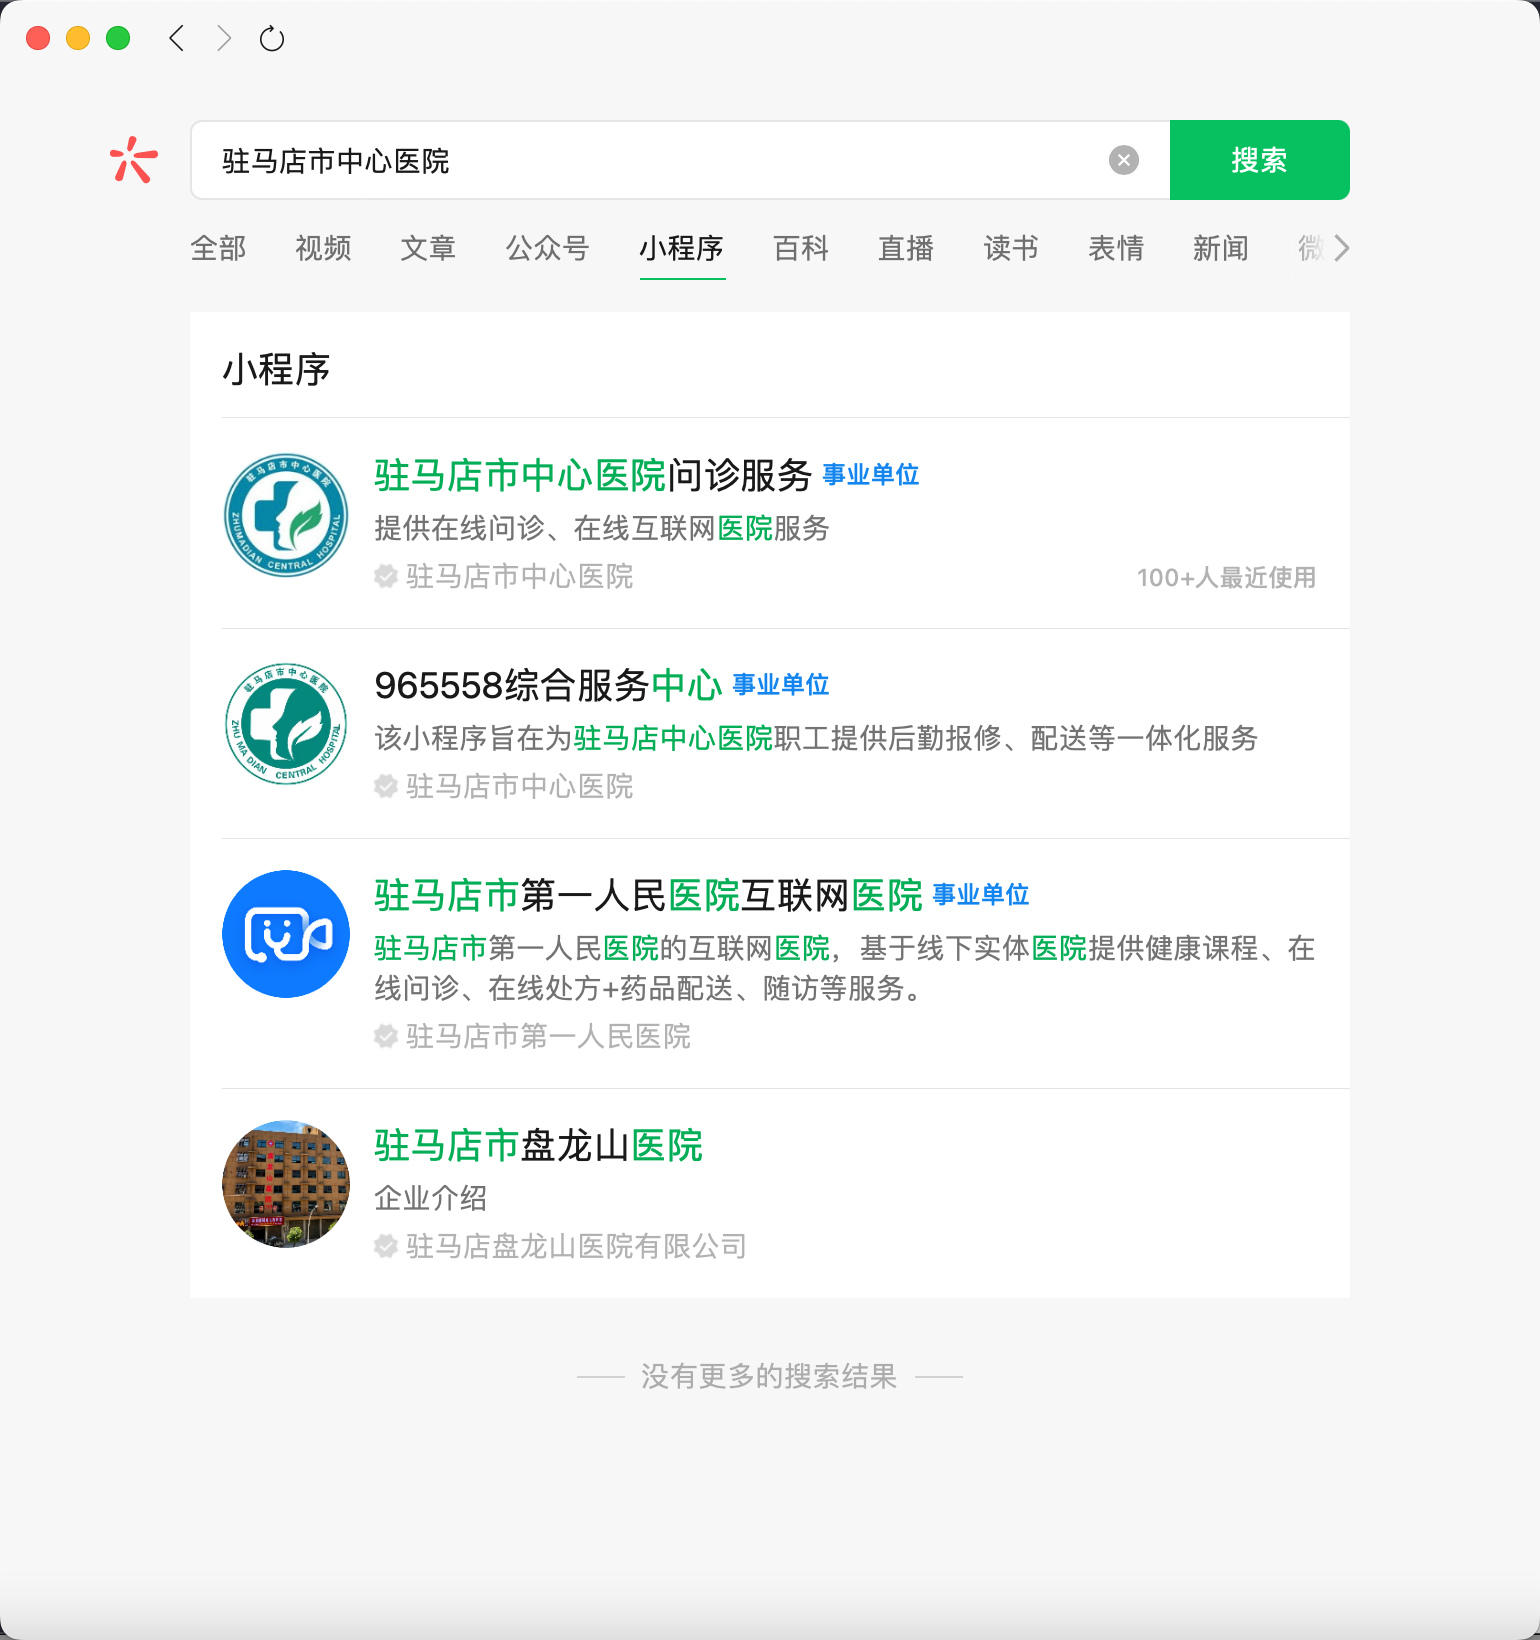 驻马店市中心医院
搜索
全部 视频 文章 公众号 小程序 百科 直播 读书 表情 新闻 微
小程序
驻马店市中心医院
ZHUMADIAN CENTRAL HOSPITAL
驻马店市中心医院问诊服务 事业单位
提供在线问诊、在线互联网医院服务
驻马店市中心医院
100+人最近使用
驻马店市中心医院
ZHU MA DIAN CENTRAL HOSPITAL
965558综合服务中心 事业单位
该小程序旨在为驻马店中心医院职工提供后勤报修、配送等一体化服务
驻马店市中心医院
驻马店市第一人民医院互联网医院 事业单位
驻马店市第一人民医院的互联网医院，基于线下实体医院提供健康课程、在
线问诊、在线处方+药品配送、随访等服务。
驻马店市第一人民医院
驻马店市盘龙山医院
企业介绍
驻马店盘龙山医院有限公司
没有更多的搜索结果